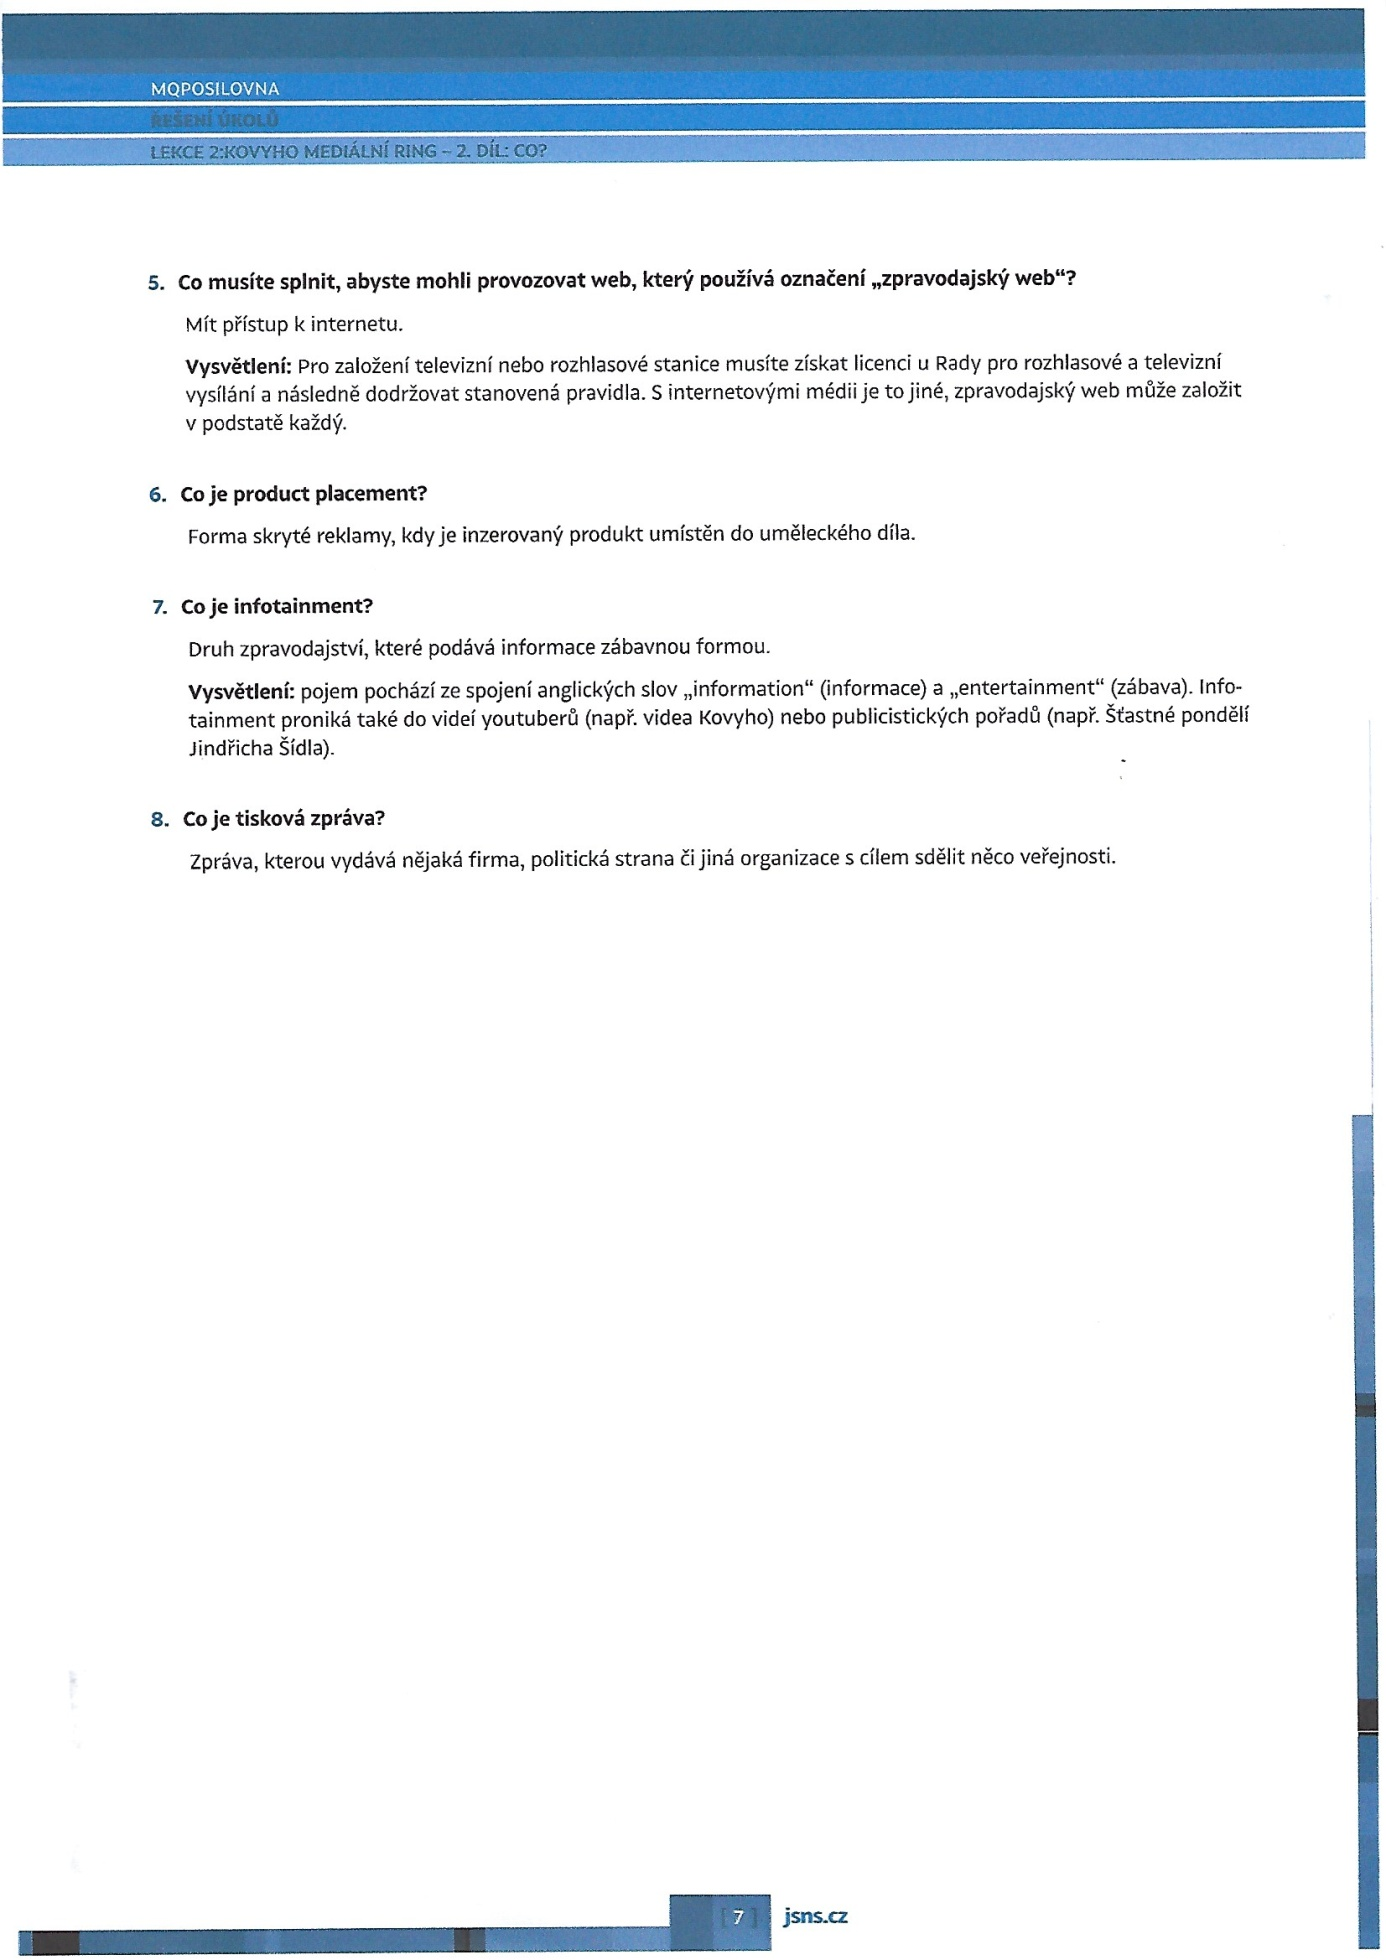 MQPOSILOVNA
ŘEŠENÍ ÚKOLŮ
LEKCE 2:KOVYHO MEDIÁLNÍ RING – 2. DÍL: CO?
5. Co musíte splnit, abyste mohli provozovat web, který používá označení „zpravodajský web“?
Mít přístup k internetu.
Vysvětlení: Pro založení televizní nebo rozhlasové stanice musíte získat licenci u Rady pro rozhlasové a televizní
vysílání a následně dodržovat stanovená pravidla. S internetovými médii je to jiné, zpravodajský web může založit
v podstatě každý.
6. Co je product placement?
Forma skryté reklamy, kdy je inzerovaný produkt umístěn do uměleckého díla.
7. Co je infotainment?
Druh zpravodajství, které podává informace zábavnou formou.
Vysvětlení: pojem pochází ze spojení anglických slov „information“ (informace) a „entertainment“ (zábava). Info-
tainment proniká také do videí youtuberů (např. videa Kovyho) nebo publicistických pořadů (např. Šťastné pondělí
Jindřicha Šídla).
8. Co je tisková zpráva?
Zpráva, kterou vydává nějaká firma, politická strana či jiná organizace s cílem sdělit něco veřejnosti.
[ 7 ] jsns.cz